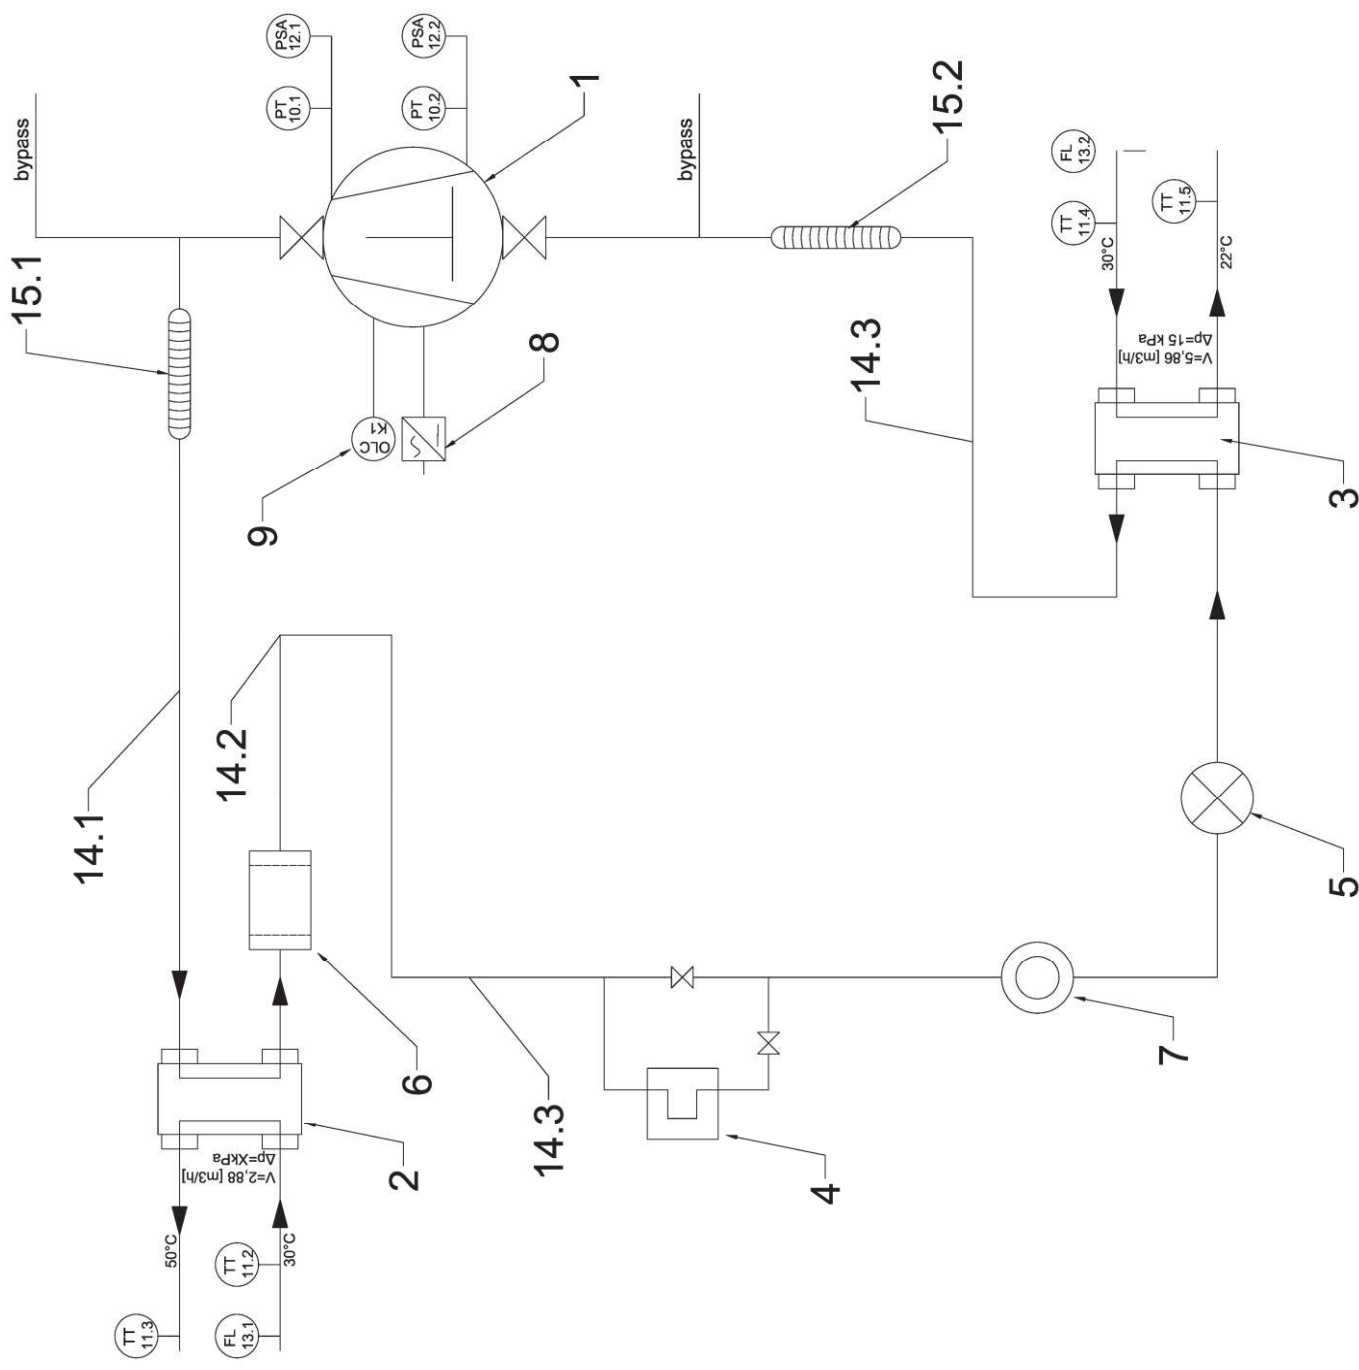 bypass
PSA
12.1
PT
10.1
PSA
12.2
PT
10.2
1
bypass
15.2
15.1
9
OLC
K1
8
14.3
FL
13.2
TT
11.4
30°C
TT
11.5
22°C
V=5,86 [m3/h]
Δp=15 kPa
3
14.1
14.2
6
2
V=2,88 [m3/h]
Δp=XkPa
50°C
TT
11.3
TT
11.2
30°C
FL
13.1
14.3
4
7
5